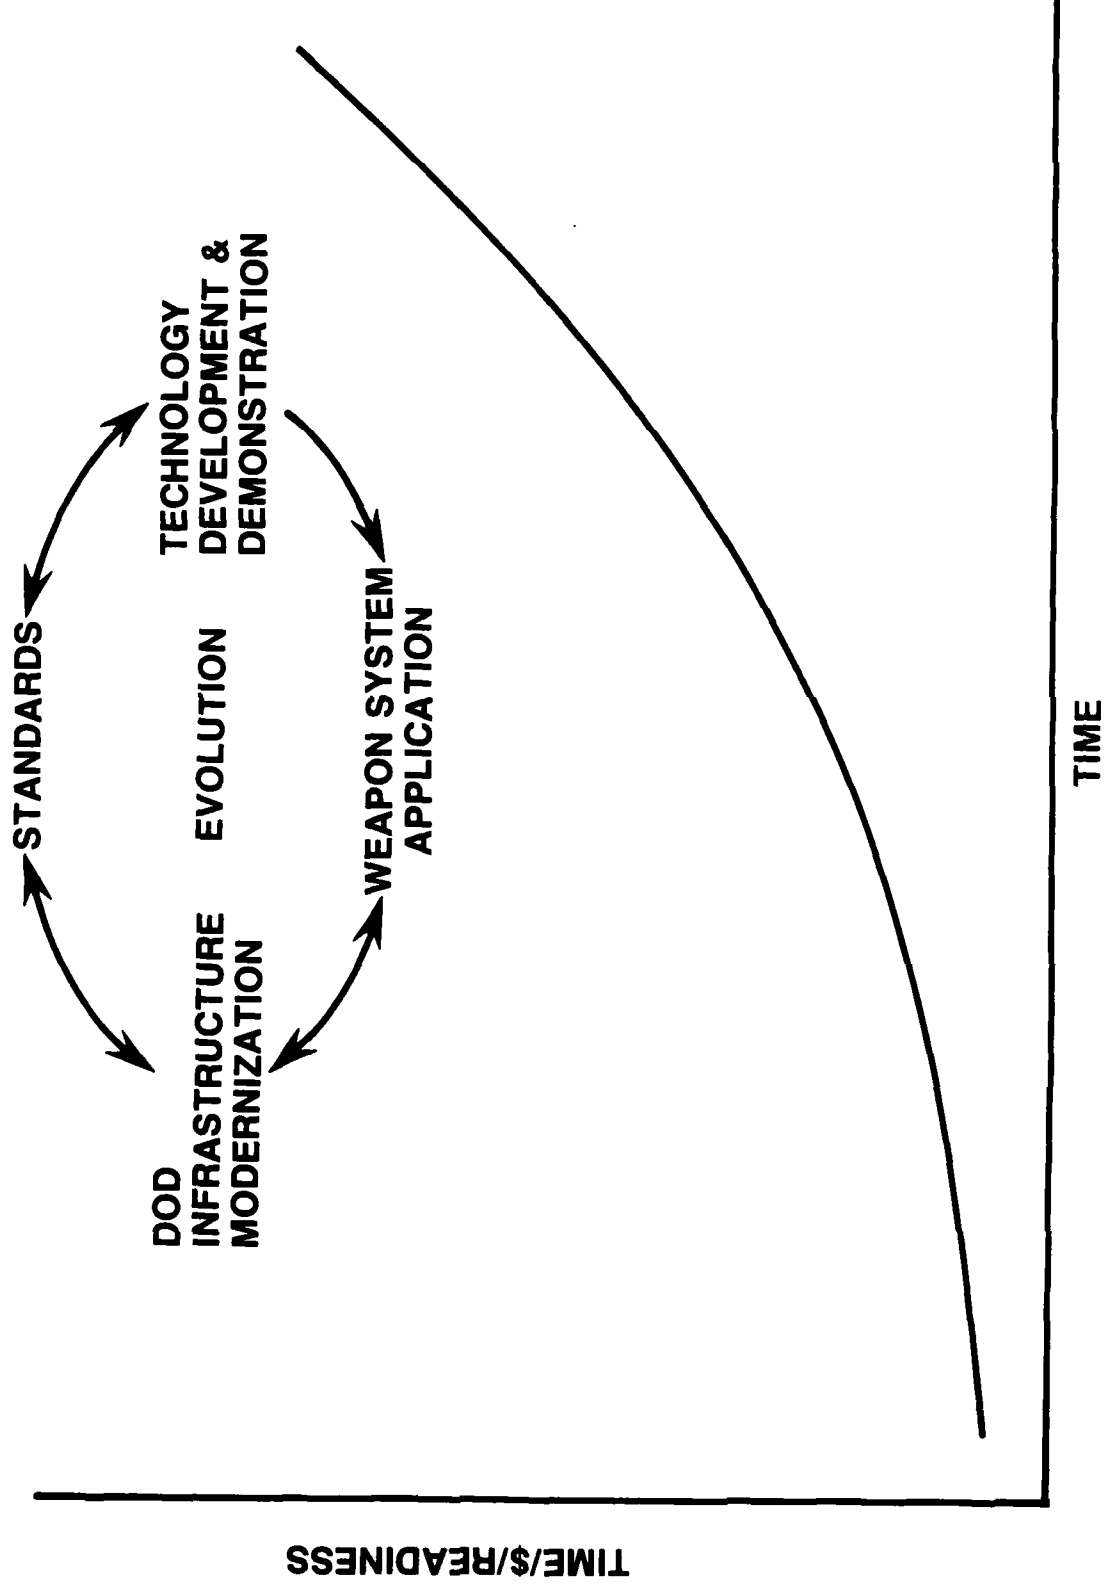 STANDARDS
DOD
INFRASTRUCTURE
MODERNIZATION
EVOLUTION
TECHNOLOGY
DEVELOPMENT &
DEMONSTRATION
WEAPON SYSTEM
APPLICATION
TIME/$/READINESS
TIME